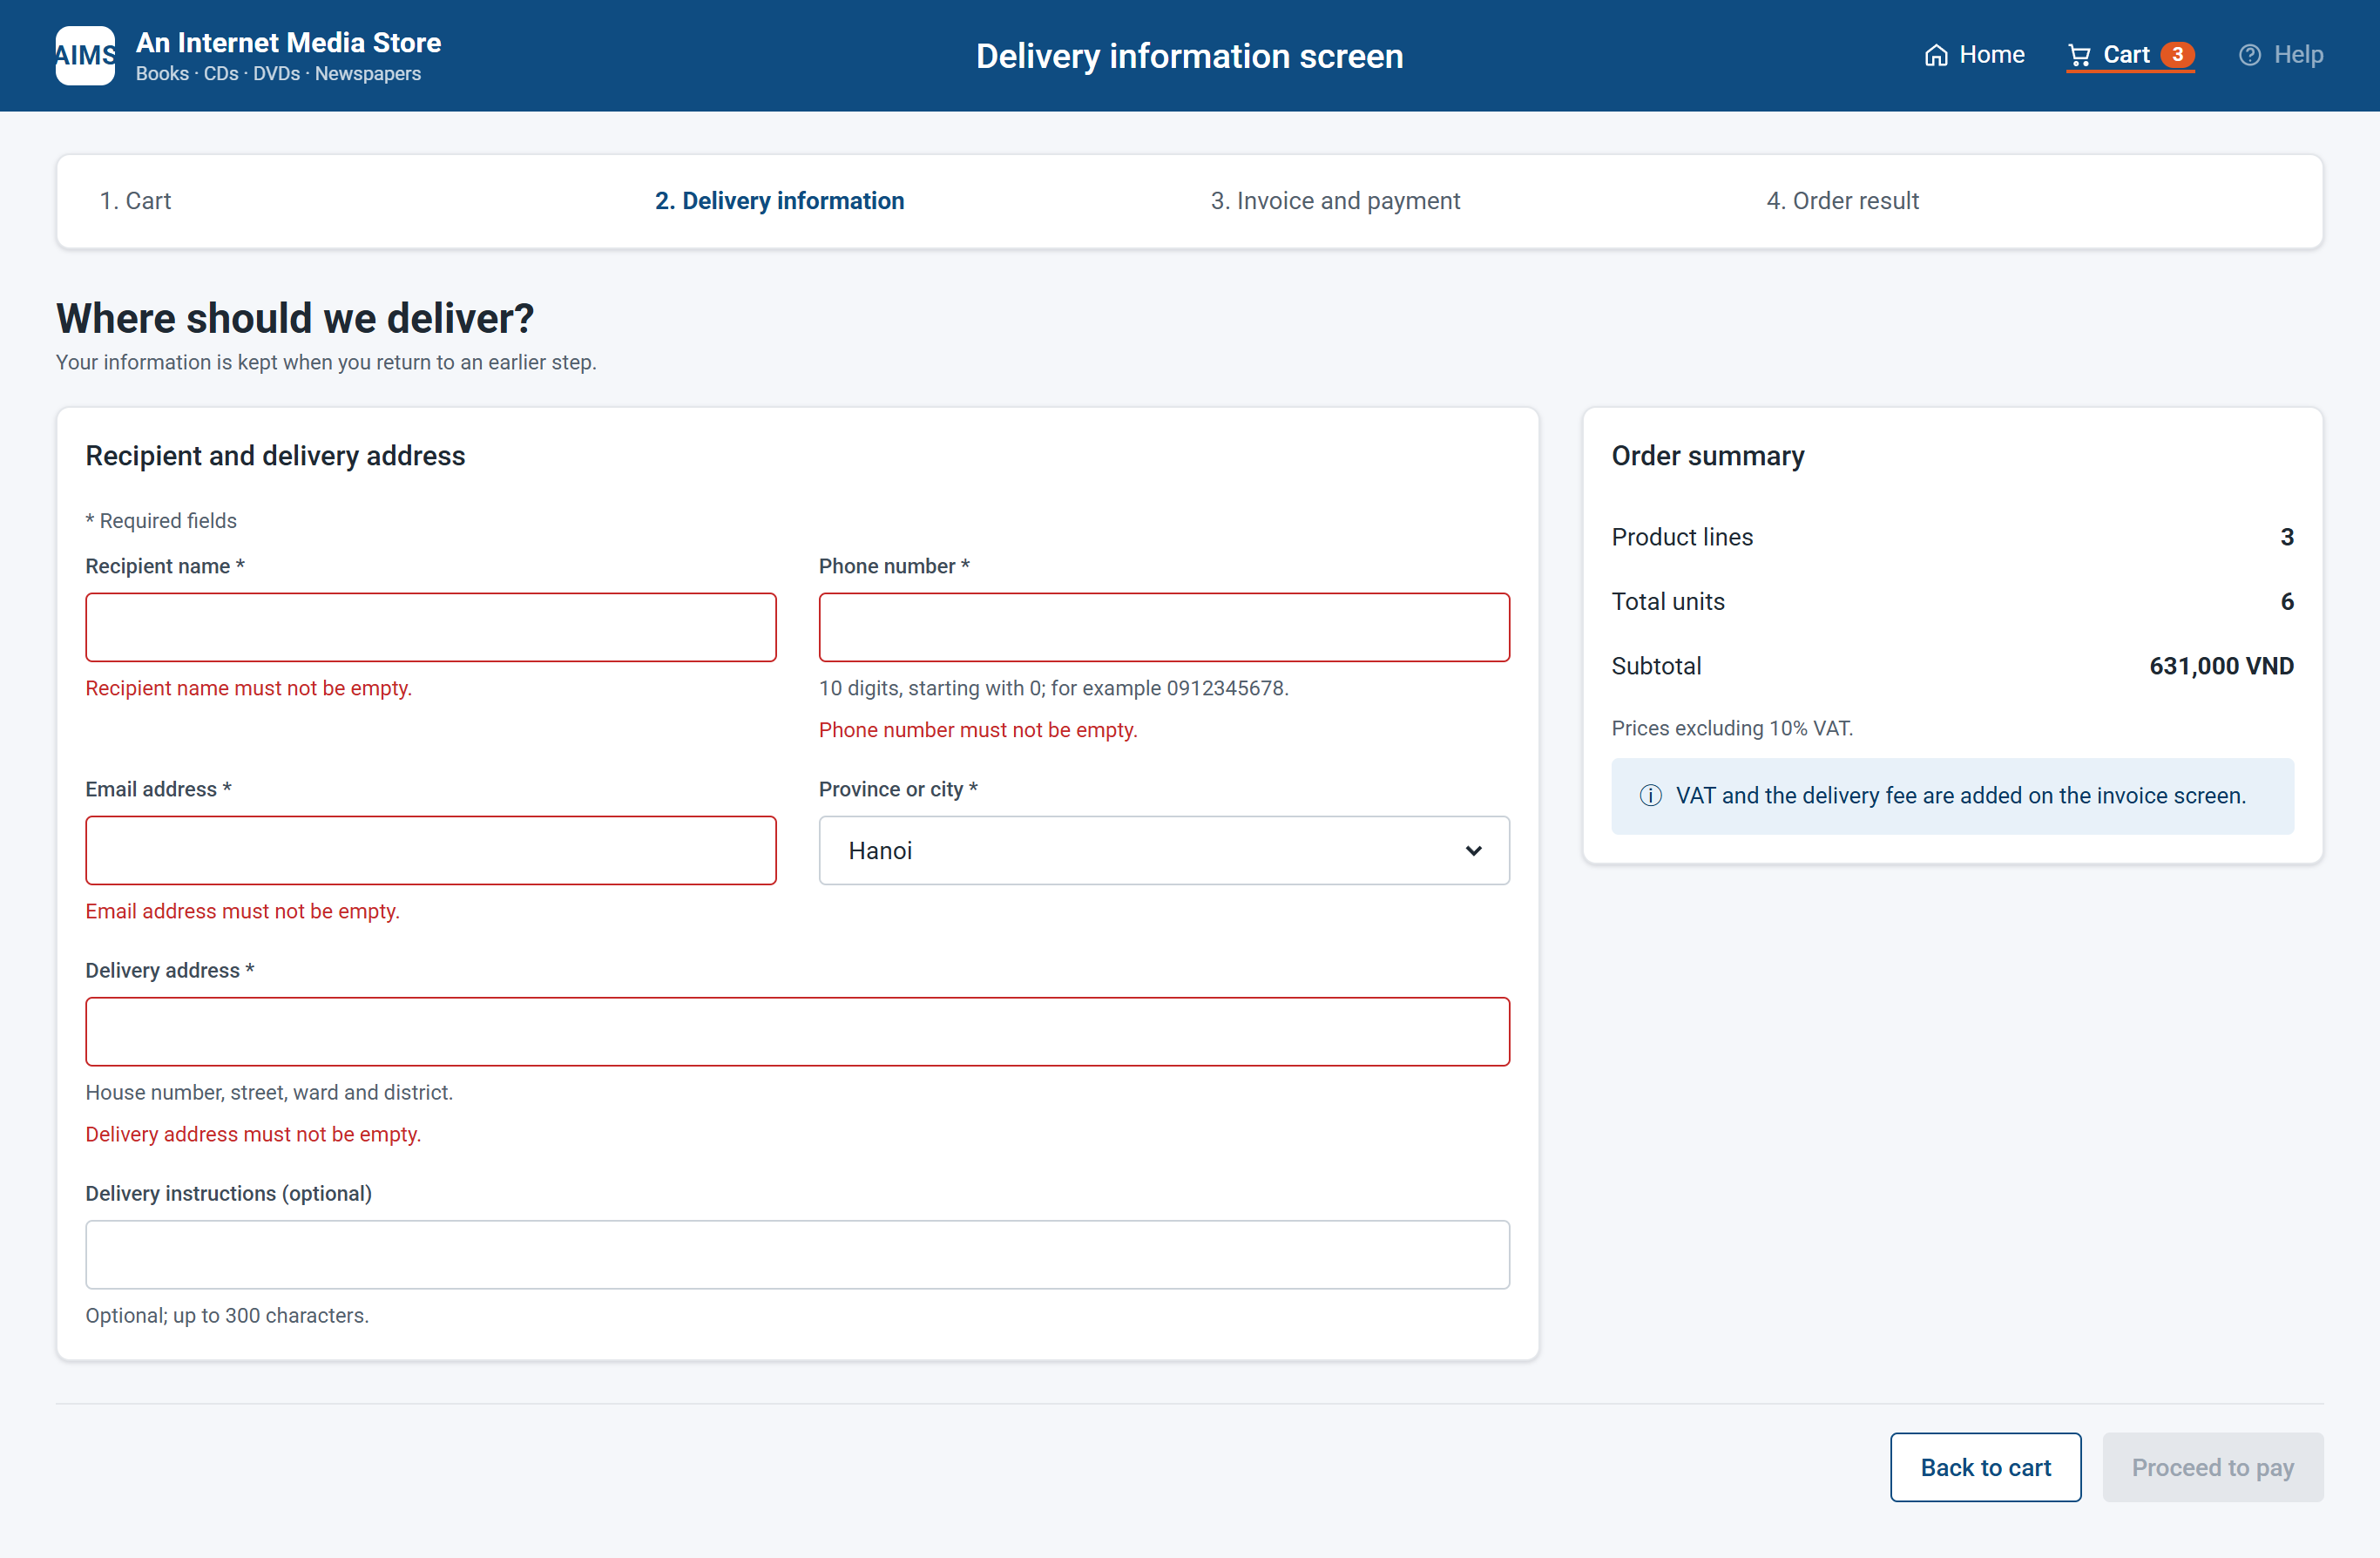 AIMS
An Internet Media Store
Books · CDs · DVDs · Newspapers
Delivery information screen
Home
Cart 3
Help
1. Cart
2. Delivery information
3. Invoice and payment
4. Order result
Where should we deliver?
Your information is kept when you return to an earlier step.
Recipient and delivery address
* Required fields
Recipient name *
Recipient name must not be empty.
Phone number *
10 digits, starting with 0; for example 0912345678.
Phone number must not be empty.
Email address *
Email address must not be empty.
Province or city *
Hanoi
Delivery address *
House number, street, ward and district.
Delivery address must not be empty.
Delivery instructions (optional)
Optional; up to 300 characters.
Order summary
Product lines 3
Total units 6
Subtotal 631,000 VND
Prices excluding 10% VAT.
VAT and the delivery fee are added on the invoice screen.
Back to cart
Proceed to pay